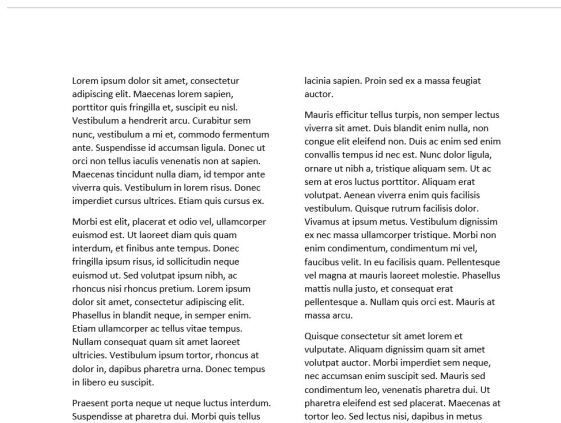 Lorem ipsum dolor sit amet, consectetur
adipiscing elit. Maecenas lorem sapien,
porttitor quis fringilla et, suscipit eu nisl.
Vestibulum a hendrerit arcu. Curabitur sem
nunc, vestibulum a mi et, commodo fermentum
ante. Suspendisse id accumsan ligula. Donec ut
orci non tellus iaculis venenatis non at sapien.
Maecenas tincidunt nulla diam, id tempor ante
viverra quis. Vestibulum in lorem risus. Donec
imperdiet cursus ultrices. Etiam quis cursus ex.
Morbi est elit, placerat et odio vel, ullamcorper
euismod est. Ut laoreet diam quis quam
interdum, et finibus ante tempus. Donec
fringilla ipsum risus, id sollicitudin neque
euismod ut. Sed volutpat ipsum nibh, ac
rhoncus nisi rhoncus pretium. Lorem ipsum
dolor sit amet, consectetur adipiscing elit.
Phasellus in blandit neque, in semper enim.
Etiam ullamcorper ac tellus vitae tempus.
Nullam consequat quam sit amet laoreet
ultricies. Vestibulum ipsum tortor, rhoncus at
dolor in, dapibus pharetra urna. Donec tempus
in libero eu suscipit.
Praesent porta neque ut neque luctus interdum.
Suspendisse at pharetra dui. Morbi quis tellus
lacinia sapien. Proin sed ex a massa feugiat
auctor.
Mauris efficitur tellus turpis, non semper lectus
viverra sit amet. Duis blandit enim nulla, non
congue elit eleifend non. Duis ac enim sed enim
convallis tempus id nec est. Nunc dolor ligula,
ornare ut nibh a, tristique aliquam sem. Ut ac
sem at eros luctus porttitor. Aliquam erat
volutpat. Aenean viverra enim quis facilisis
vestibulum. Quisque rutrum facilisis dolor.
Vivamus at ipsum metus. Vestibulum dignissim
ex nec massa ullamcorper tristique. Morbi non
enim condimentum, condimentum mi vel,
faucibus velit. In eu facilisis quam. Pellentesque
vel magna at mauris laoreet molestie. Phasellus
mattis nulla justo, et consequat erat
pellentesque a. Nullam quis orci est. Mauris at
massa arcu.
Quisque consectetur sit amet lorem et
vulputate. Aliquam dignissim quam sit amet
volutpat auctor. Morbi imperdiet sem neque,
nec accumsan enim suscipit sed. Mauris sed
condimentum leo, venenatis pharetra dui. Ut
pharetra eleifend est sed placerat. Maecenas at
tortor leo. Sed lectus nisi, dapibus in metus